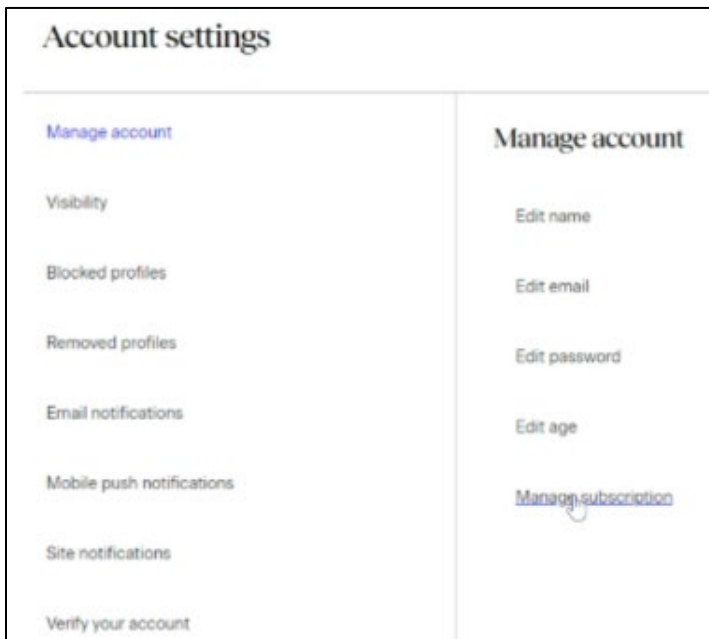 Account settings
Manage account
Visibility
Blocked profiles
Removed profiles
Email notifications
Mobile push notifications
Site notifications
Verify your account
Manage account
Edit name
Edit email
Edit password
Edit age
Manage subscription